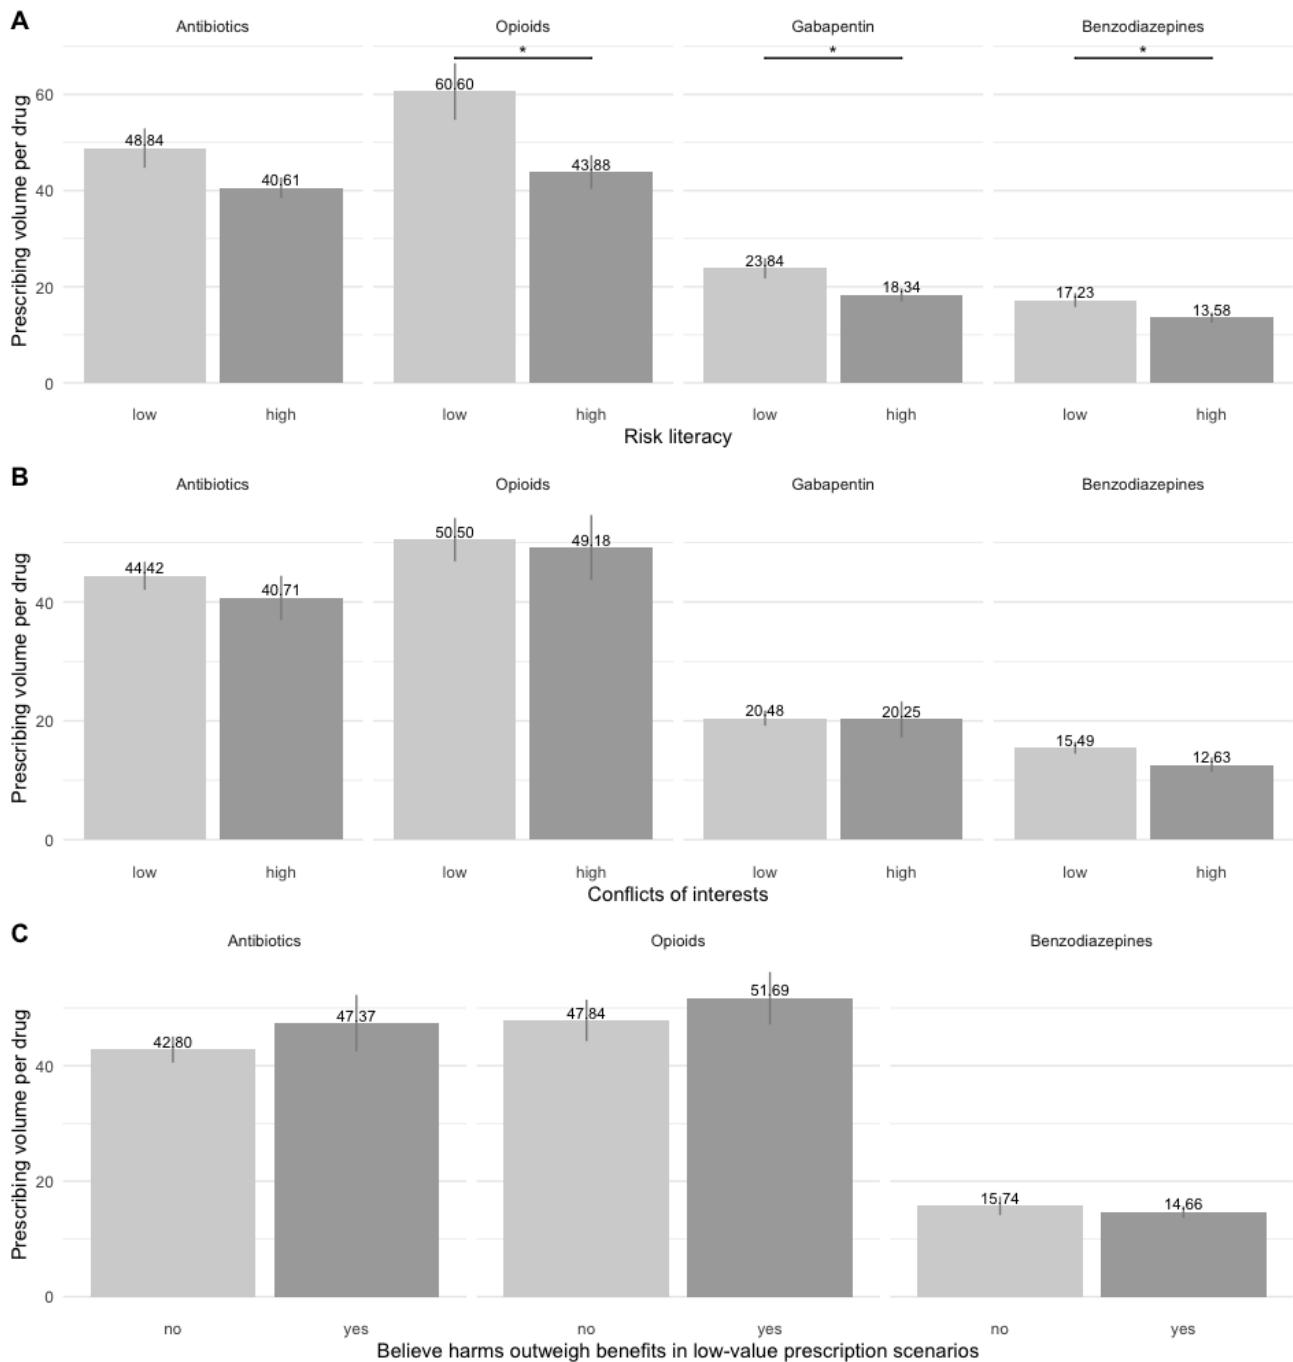 A
Antibiotics Opioids Gabapentin Benzodiazepines
* * *
Prescribing volume per drug
60
40
20
0
48.84 40.61 60.60 43.88 23.84 18.34 17.23 13.58
low high low high low high low high
Risk literacy
B
Antibiotics Opioids Gabapentin Benzodiazepines
Prescribing volume per drug
40
20
0
44.42 40.71 50.50 49.18 20.48 20.25 15.49 12.63
low high low high low high low high
Conflicts of interests
C
Antibiotics Opioids Benzodiazepines
Prescribing volume per drug
40
20
0
42.80 47.37 47.84 51.69 15.74 14.66
no yes no yes no yes
Believe harms outweigh benefits in low-value prescription scenarios